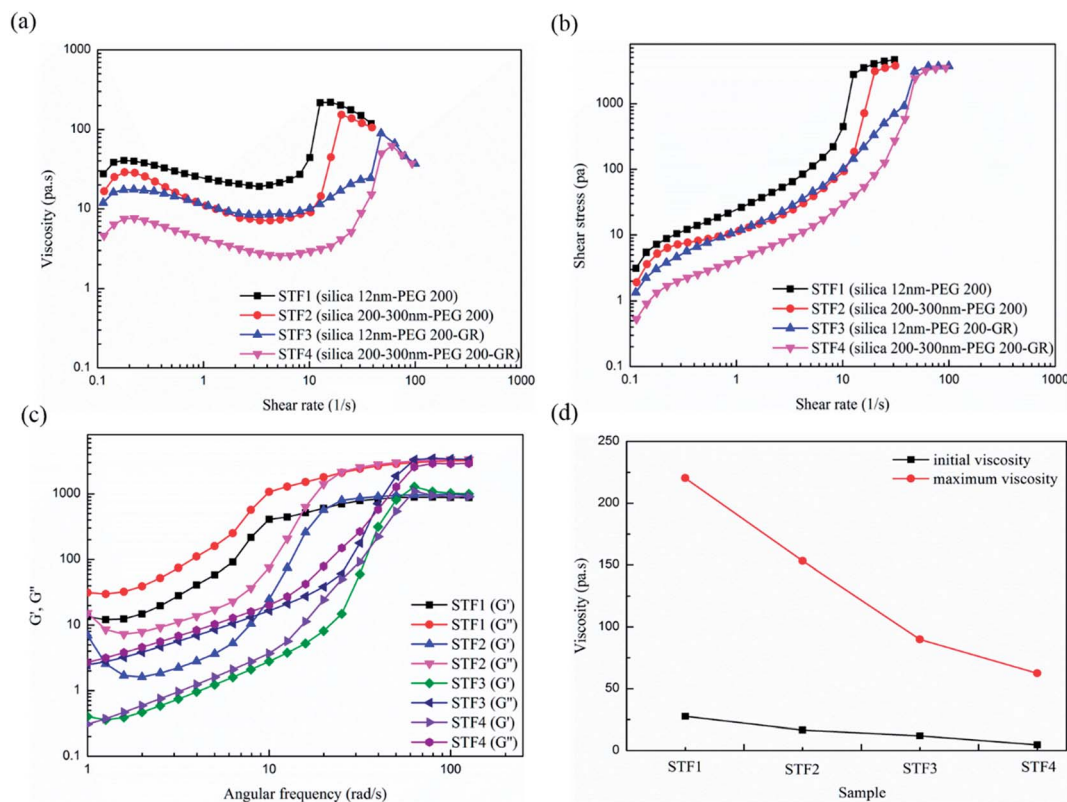 (a)
1000
100
10
1
0.1
Viscosity (pa.s)
STF1 (silica 12nm-PEG 200)
STF2 (silica 200-300nm-PEG 200)
STF3 (silica 12nm-PEG 200-GR)
STF4 (silica 200-300nm-PEG 200-GR)
0.1 1 10 100 1000
Shear rate (1/s)
(b)
1000
100
10
1
0.1
Shear stress (pa)
STF1 (silica 12nm-PEG 200)
STF2 (silica 200-300nm-PEG 200)
STF3 (silica 12nm-PEG 200-GR)
STF4 (silica 200-300nm-PEG 200-GR)
0.1 1 10 100 1000
Shear rate (1/s)
(c)
1000
100
10
1
0.1
G', G"
STF1 (G')
STF1 (G")
STF2 (G')
STF2 (G")
STF3 (G')
STF3 (G")
STF4 (G')
STF4 (G")
1 10 100
Angular frequency (rad/s)
(d)
250
200
150
100
50
0
Viscosity (pa.s)
initial viscosity
maximum viscosity
STF1 STF2 STF3 STF4
Sample